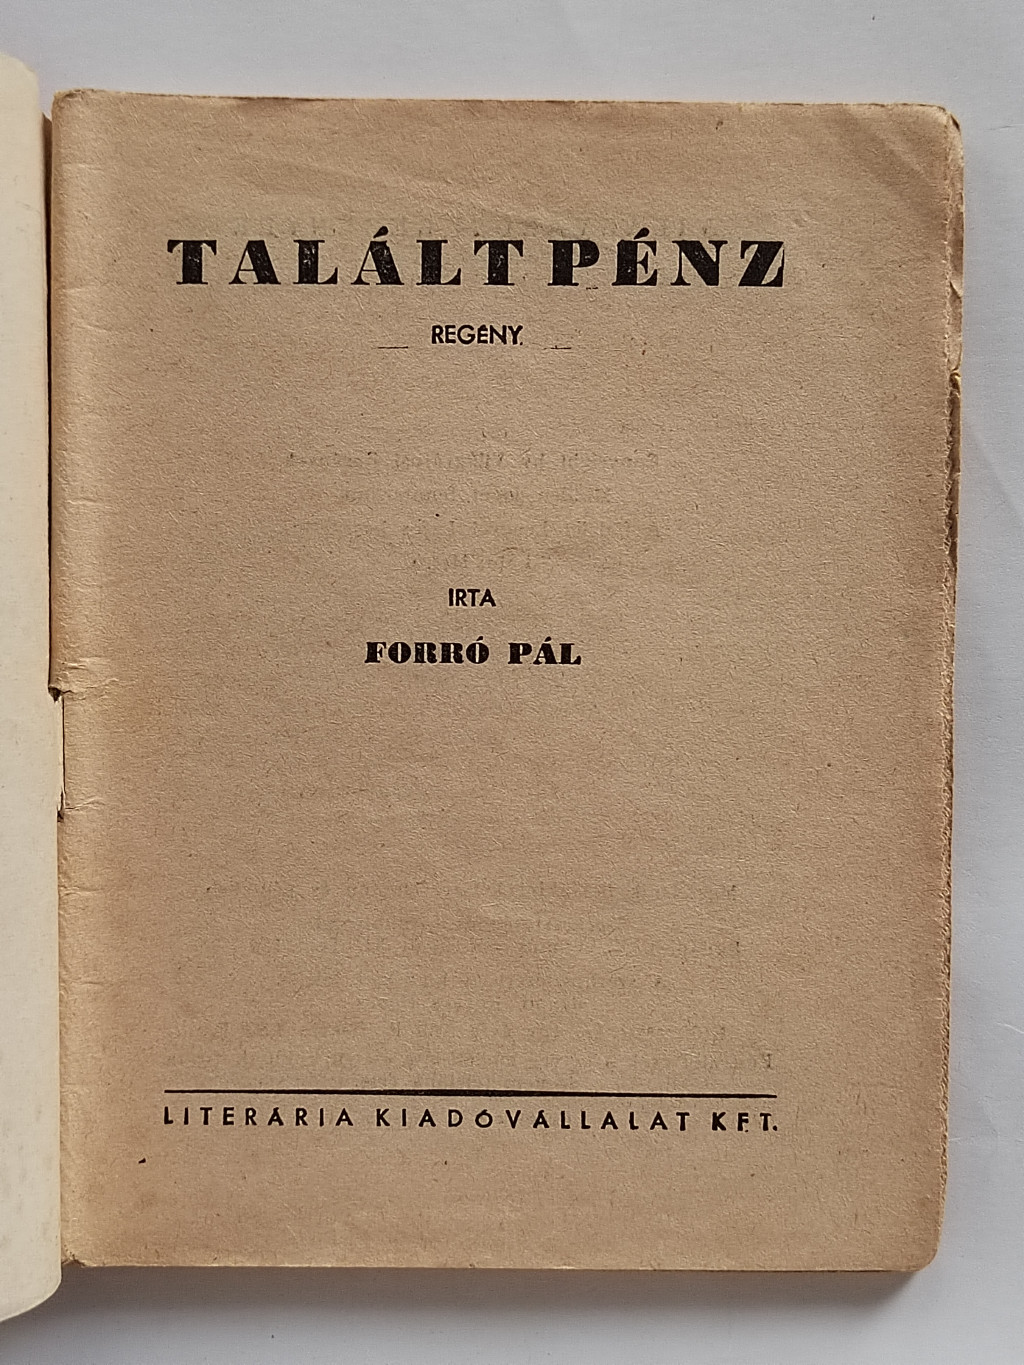 TALÁLT PÉNZ
REGÉNY
IRTA
FORRÓ PÁL
LITERÁRIA KIADÓVÁLLALAT KFT.